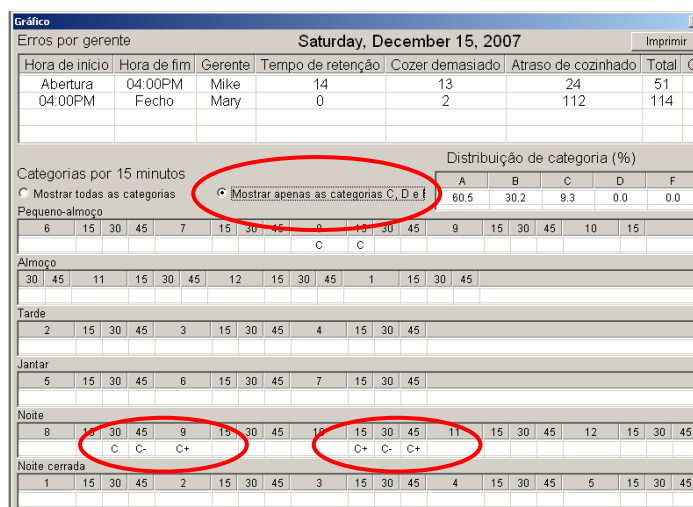 Gráfico
Erros por gerente Saturday, December 15, 2007 Imprimir
Hora de início Hora de fim Gerente Tempo de retenção Cozer demasiado Atraso de cozinhado Total
Abertura 04:00PM Mike 14 13 24 51
04:00PM Fecho Mary 0 2 112 114
Distribuição de categoria (%)
Categorias por 15 minutos
A B C D F
Mostrar todas as categorias Mostrar apenas as categorias C, D e
60.5 30.2 9.3 0.0 0.0
Pequeno-almoço
6 15 30 45 7 15 30 45 8 15 30 45 9 15 30 45 10 15
C C
Almoço
30 45 11 15 30 45 12 15 30 45 1 15 30 45
Tarde
2 15 30 45 3 15 30 45 4 15 30 45
Jantar
5 15 30 45 6 15 30 45 7 15 30 45
Noite
8 15 30 45 9 15 30 45 10 15 30 45 11 15 30 45 12 15 30 45
C C- C+ C+ C- C+
Noite cerrada
1 15 30 45 2 15 30 45 3 15 30 45 4 15 30 45 5 15 30 45